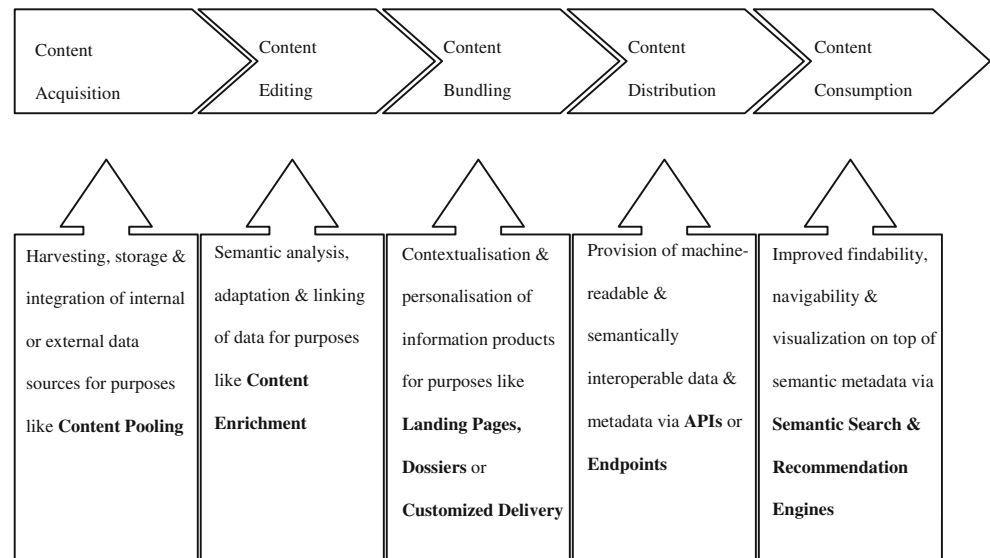 Content
Acquisition
Content
Editing
Content
Bundling
Content
Distribution
Content
Consumption
Harvesting, storage &
integration of internal
or external data
sources for purposes
like Content Pooling
Semantic analysis,
adaptation & linking
of data for purposes
like Content
Enrichment
Contextualisation &
personalisation of
information products
for purposes like
Landing Pages,
Dossiers or
Customized Delivery
Provision of machine-
readable &
semantically
interoperable data &
metadata via APIs or
Endpoints
Improved findability,
navigability &
visualization on top of
semantic metadata via
Semantic Search &
Recommendation
Engines